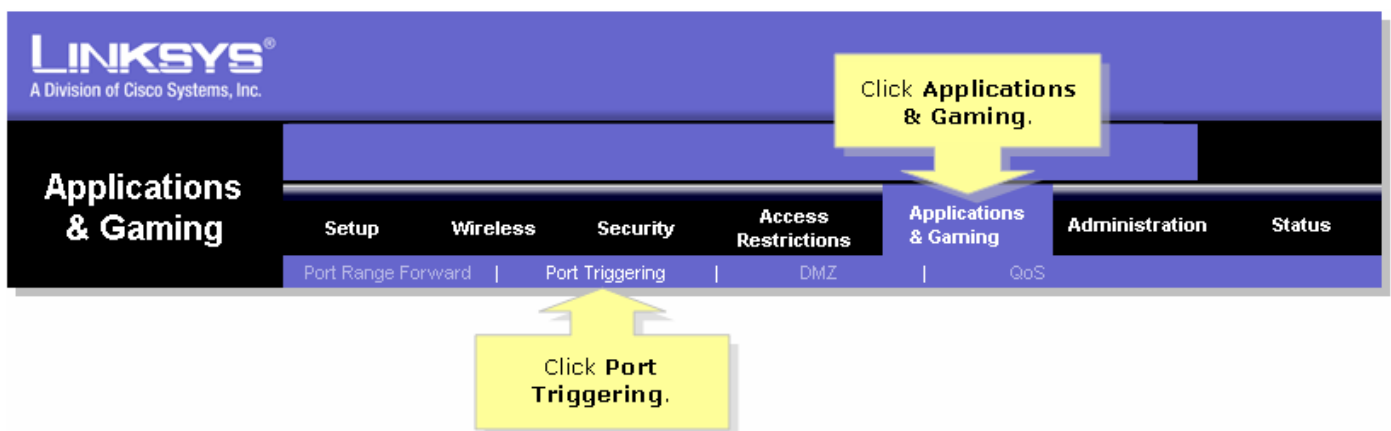 LINKSYS®
A Division of Cisco Systems, Inc.
Click Applications
& Gaming.
Applications
& Gaming
Setup Wireless Security Access Restrictions Applications & Gaming Administration Status
Port Range Forward | Port Triggering | DMZ | QoS
Click Port
Triggering.